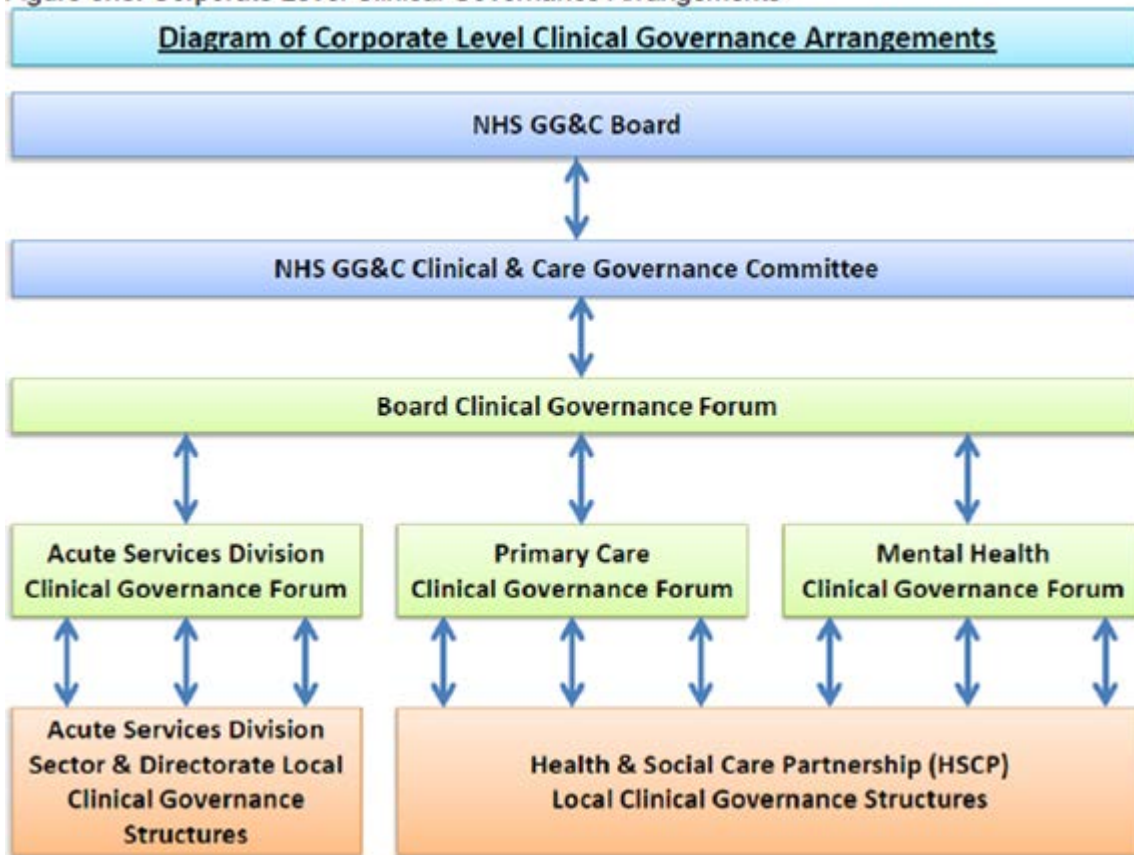 Diagram of Corporate Level Clinical Governance Arrangements
NHS GG&C Board
NHS GG&C Clinical & Care Governance Committee
Board Clinical Governance Forum
Acute Services Division
Clinical Governance Forum
Primary Care
Clinical Governance Forum
Mental Health
Clinical Governance Forum
Acute Services Division
Sector & Directorate Local
Clinical Governance
Structures
Health & Social Care Partnership (HSCP)
Local Clinical Governance Structures